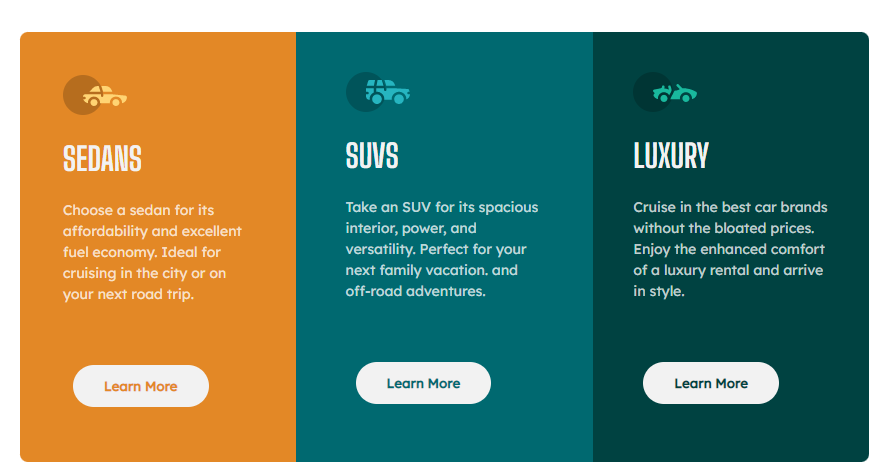 SEDANS
Choose a sedan for its
affordability and excellent
fuel economy. Ideal for
cruising in the city or on
your next road trip.
Learn More
SUVS
Take an SUV for its spacious
interior, power, and
versatility. Perfect for your
next family vacation. and
off-road adventures.
Learn More
LUXURY
Cruise in the best car brands
without the bloated prices.
Enjoy the enhanced comfort
of a luxury rental and arrive
in style.
Learn More